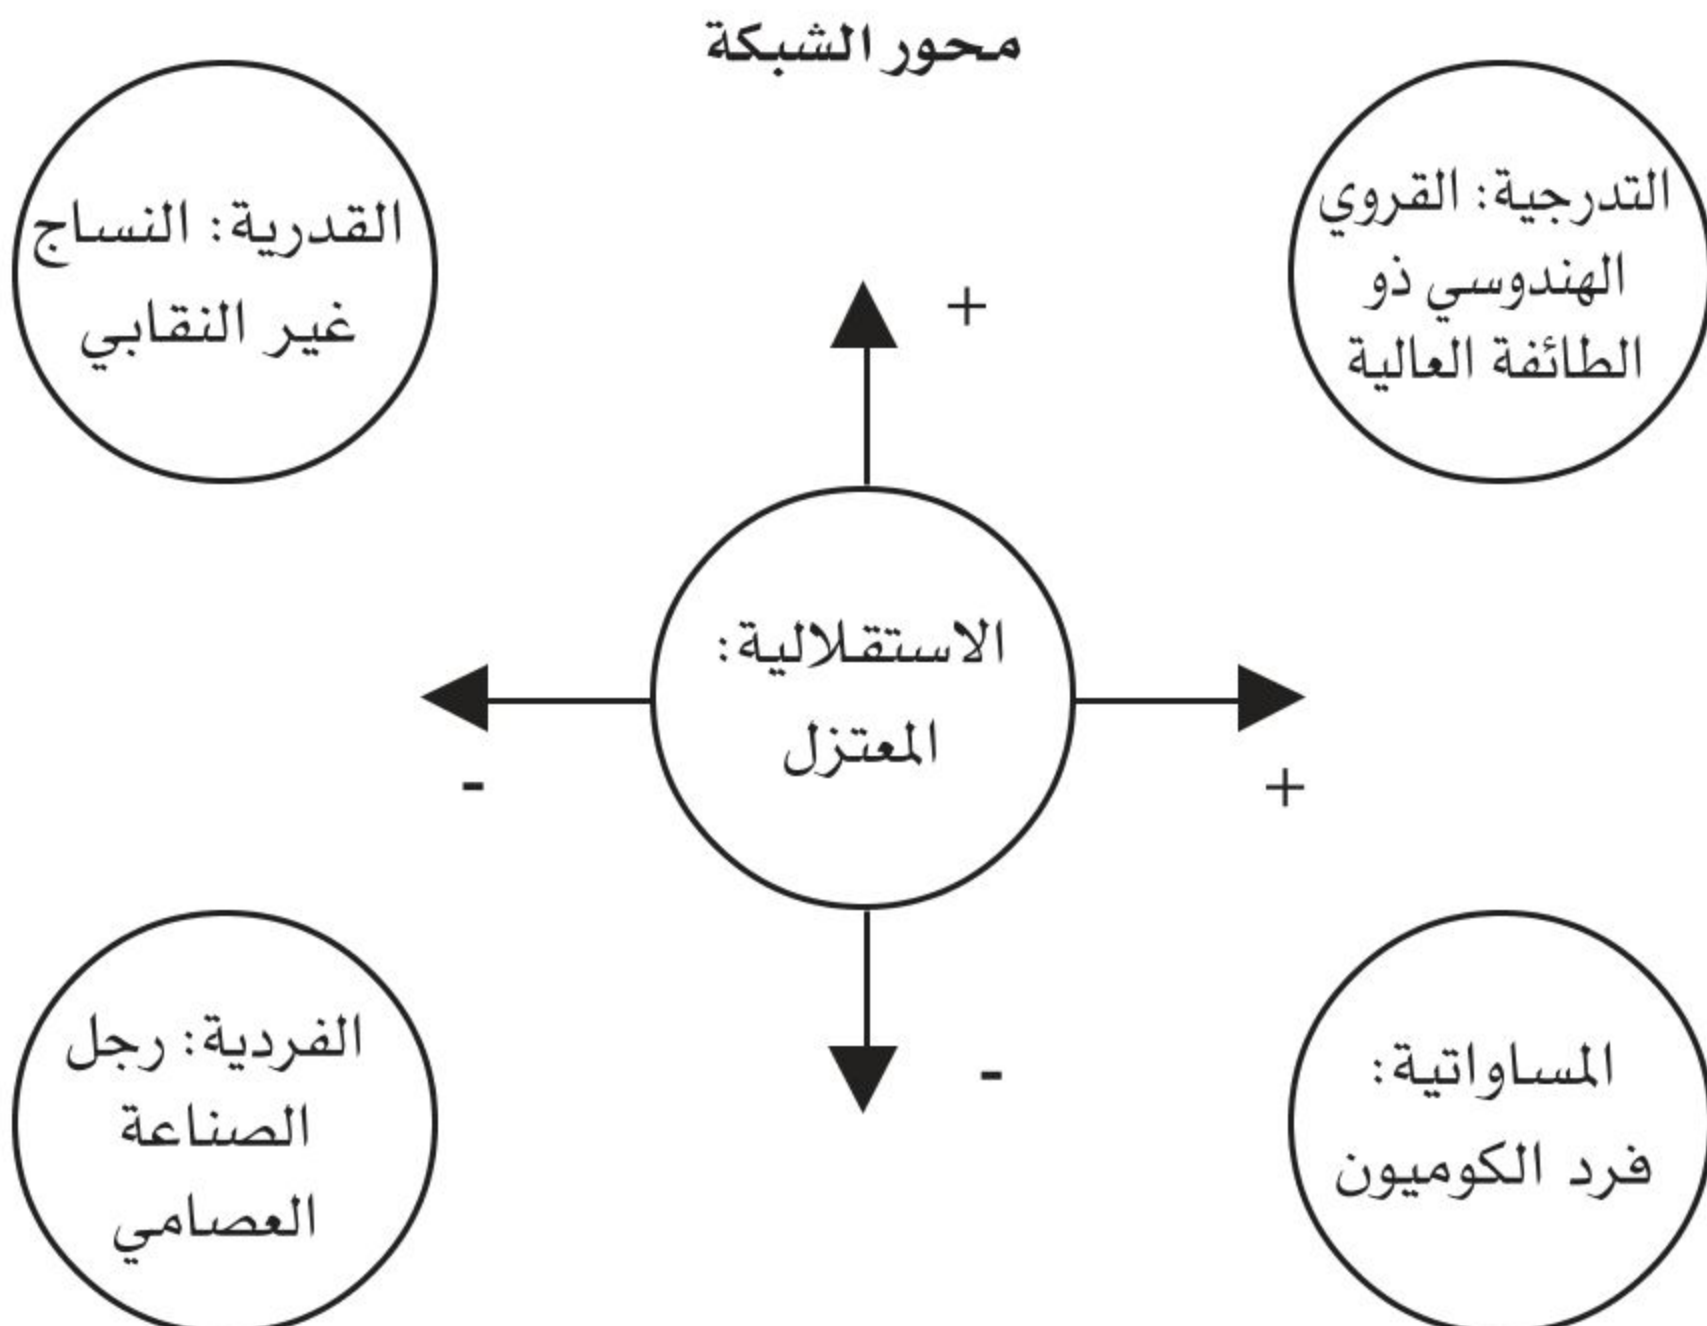 محور الشبكة
التدرجية: القروي
الهندوسي ذو
الطائفة العالية
القدرية: النساج
غير النقابي
+
الاستقلالية:
المعتزل
+
-
-
المساواتية:
فرد الكوميون
الفردية: رجل
الصناعة
العصامي